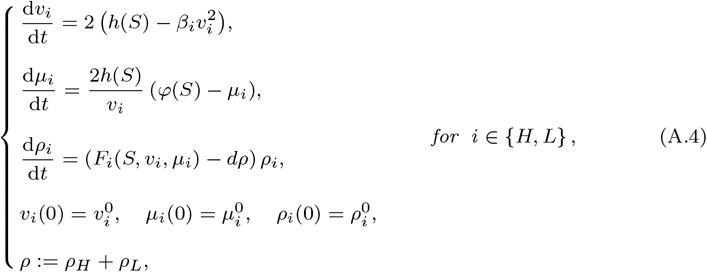 dv_i/dt = 2 (h(S) − β_i v_i^2),
dμ_i/dt = 2h(S)/v_i (φ(S) − μ_i),
dρ_i/dt = (F_i(S, v_i, μ_i) − dρ) ρ_i, for i ∈ {H, L}, (A.4)
v_i(0) = v_i^0, μ_i(0) = μ_i^0, ρ_i(0) = ρ_i^0,
ρ := ρ_H + ρ_L,